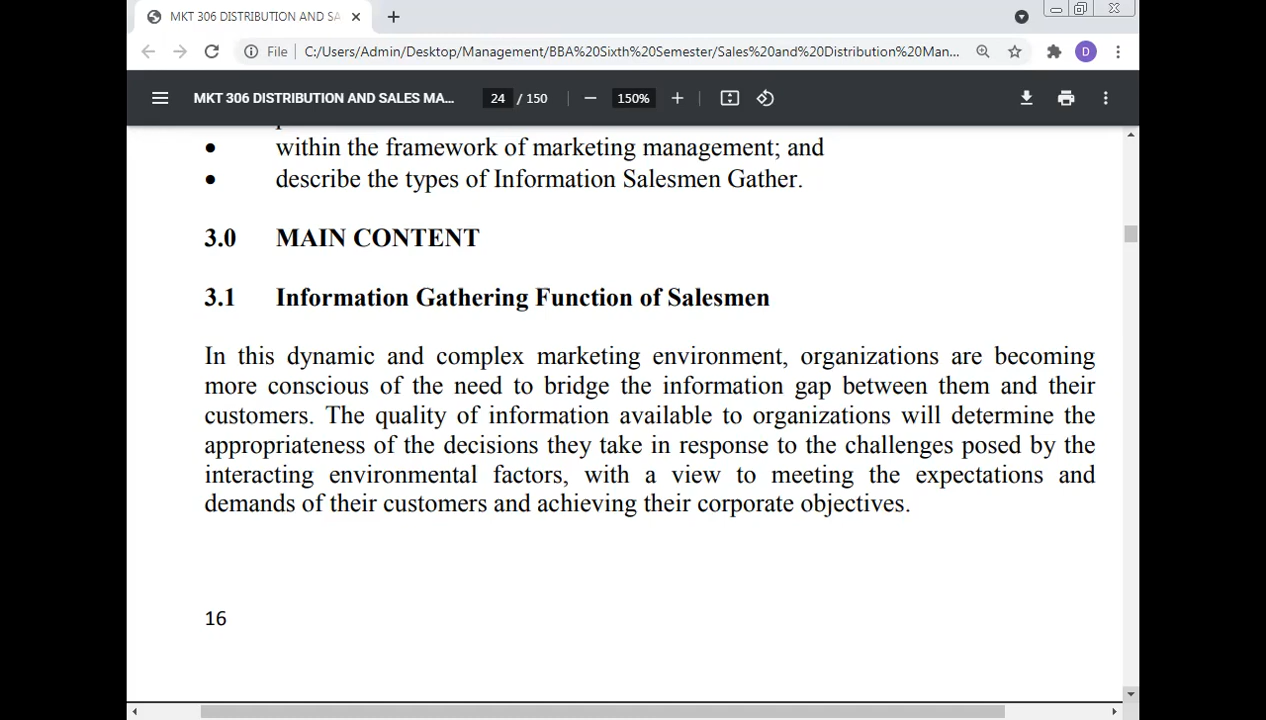 MKT 306 DISTRIBUTION AND SA
File C:/Users/Admin/Desktop/Management/BBA%20Sixth%20Semester/Sales%20and%20Distribution%20Man...
D
MKT 306 DISTRIBUTION AND SALES MA... 24 / 150 150%
• within the framework of marketing management; and
• describe the types of Information Salesmen Gather.
3.0 MAIN CONTENT
3.1 Information Gathering Function of Salesmen
In this dynamic and complex marketing environment, organizations are becoming
more conscious of the need to bridge the information gap between them and their
customers. The quality of information available to organizations will determine the
appropriateness of the decisions they take in response to the challenges posed by the
interacting environmental factors, with a view to meeting the expectations and
demands of their customers and achieving their corporate objectives.
16